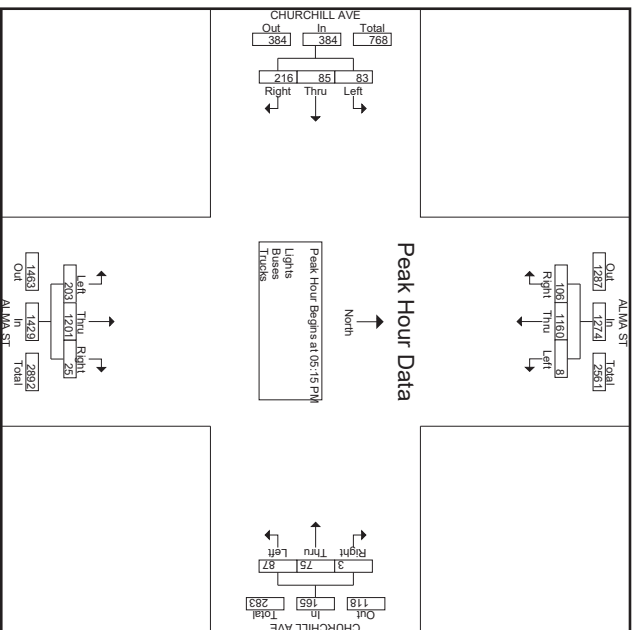 CHURCHILL AVE
Out In Total
384 384 768
216 85 83
Right Thru Left
ALMA ST
Out In Total
1287 1274 2561
106 1160 8
Right Thru Left
Peak Hour Data
North
Peak Hour Begins at 05:15 PM
Lights
Buses
Trucks
Left Thru Right
203 1201 25
1463 1429 2892
Out In Total
ALMA ST
Left Thru Right
87 75 3
283 165 118
Total In Out
CHURCHILL AVE